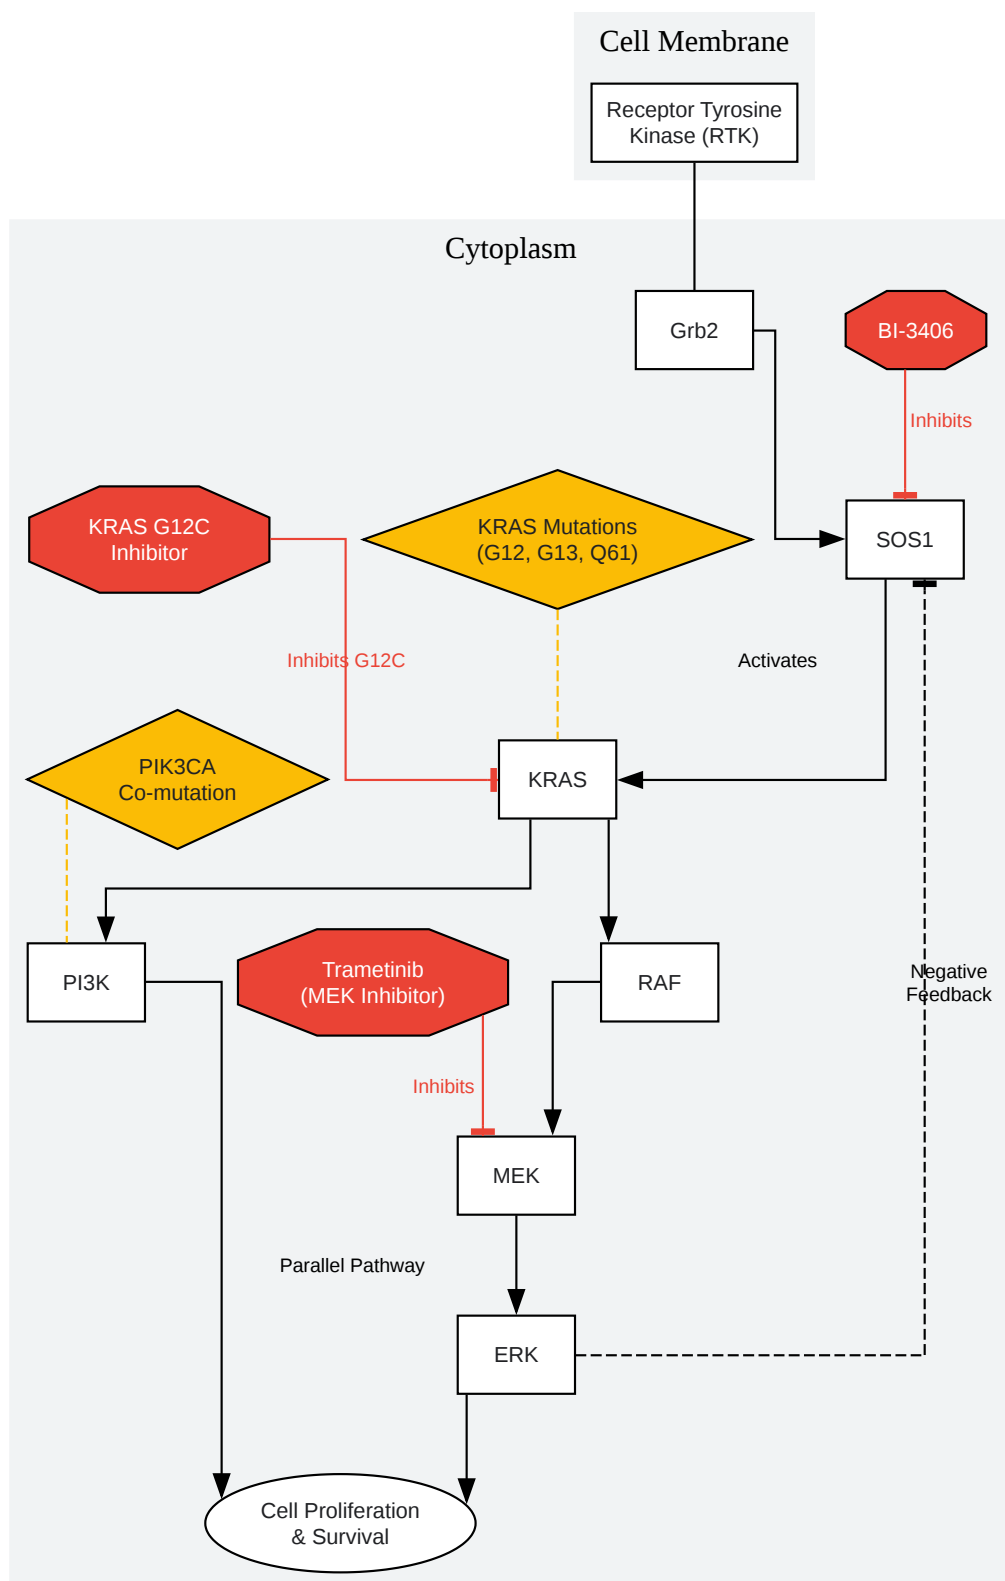 Cell Membrane
Receptor Tyrosine
Kinase (RTK)
Cytoplasm
Grb2
BI-3406
Inhibits
KRAS G12C
Inhibitor
KRAS Mutations
(G12, G13, Q61)
SOS1
Inhibits G12C
Activates
PIK3CA
Co-mutation
KRAS
PI3K
Trametinib
(MEK Inhibitor)
RAF
Negative
Feedback
Inhibits
MEK
Parallel Pathway
ERK
Cell Proliferation
& Survival